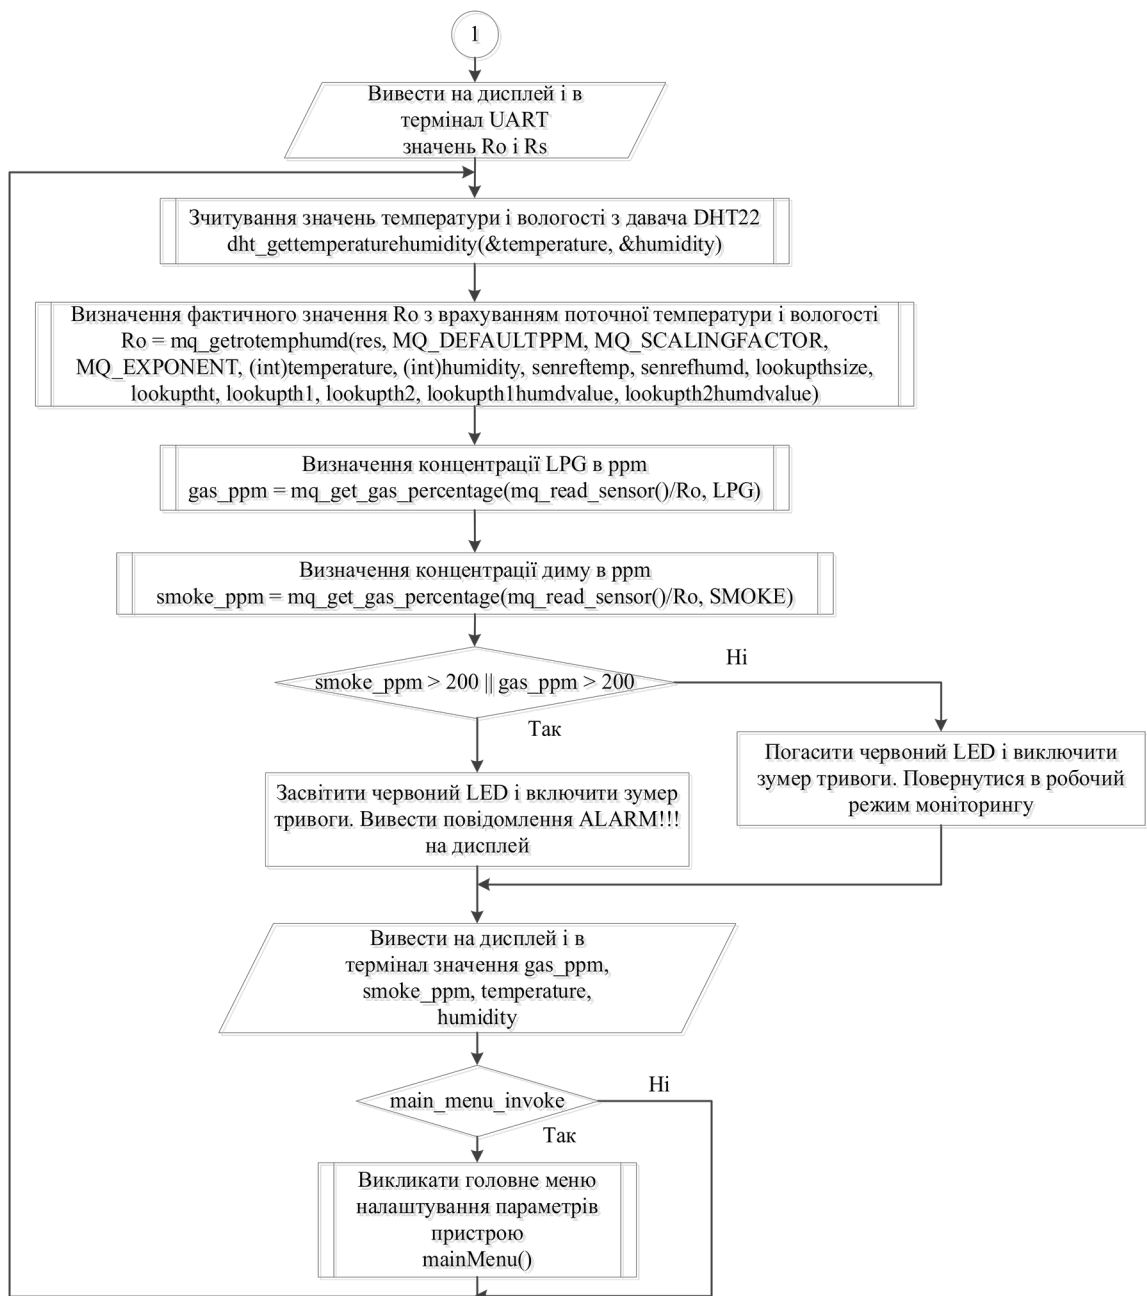 1
Вивести на дисплей і в
термінал UART
значень Ro і Rs
Зчитування значень температури і вологості з давача DHT22
dht_gettemperaturehumidity(&temperature, &humidity)
Визначення фактичного значення Ro з врахуванням поточної температури і вологості
Ro = mq_getrotemphumd(res, MQ_DEFAULTPPM, MQ_SCALINGFACTOR,
MQ_EXPONENT, (int)temperature, (int)humidity, senreftemp, senrefhumd, lookupthsize,
lookuptht, lookupth1, lookupth2, lookupth1humdvalue, lookupth2humdvalue)
Визначення концентрації LPG в ppm
gas_ppm = mq_get_gas_percentage(mq_read_sensor()/Ro, LPG)
Визначення концентрації диму в ppm
smoke_ppm = mq_get_gas_percentage(mq_read_sensor()/Ro, SMOKE)
smoke_ppm > 200 || gas_ppm > 200
Ні
Так
Погасити червоний LED і виключити
зумер тривоги. Повернутися в робочий
режим моніторингу
Засвітити червоний LED і включити зумер
тривоги. Вивести повідомлення ALARM!!!
на дисплей
Вивести на дисплей і в
термінал значення gas_ppm,
smoke_ppm, temperature,
humidity
main_menu_invoke
Ні
Так
Викликати головне меню
налаштування параметрів
пристрою
mainMenu()